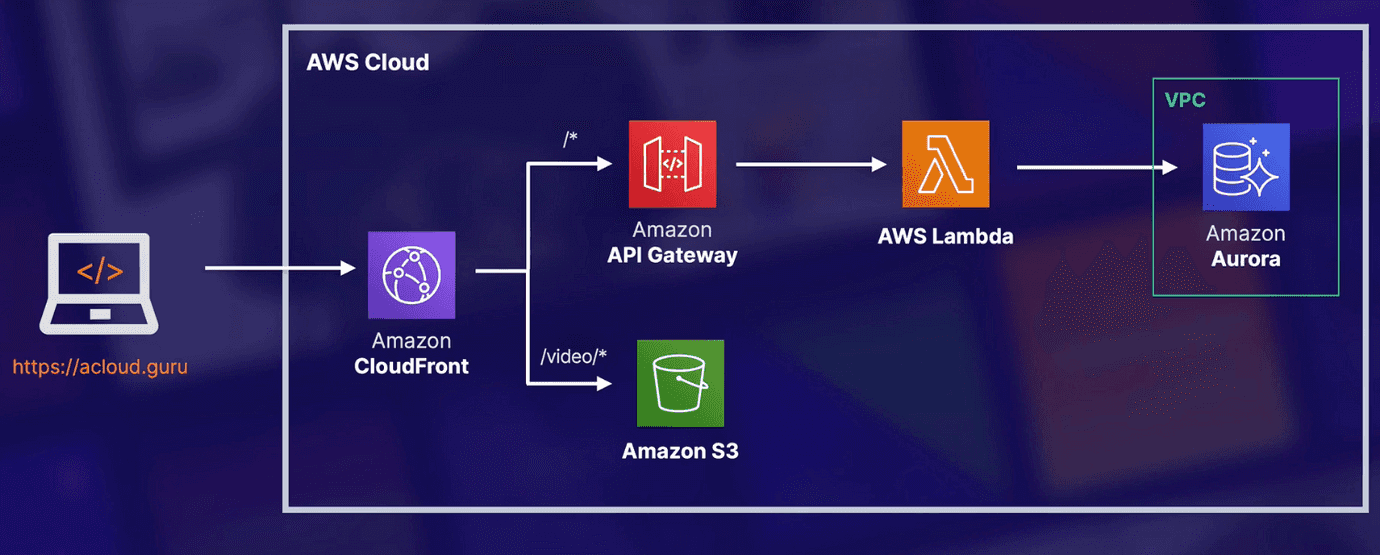 AWS Cloud
VPC
/*
Amazon
API Gateway
AWS Lambda
Amazon
Aurora
</>
https://acloud.guru
Amazon
CloudFront
/video/*
Amazon S3
</>